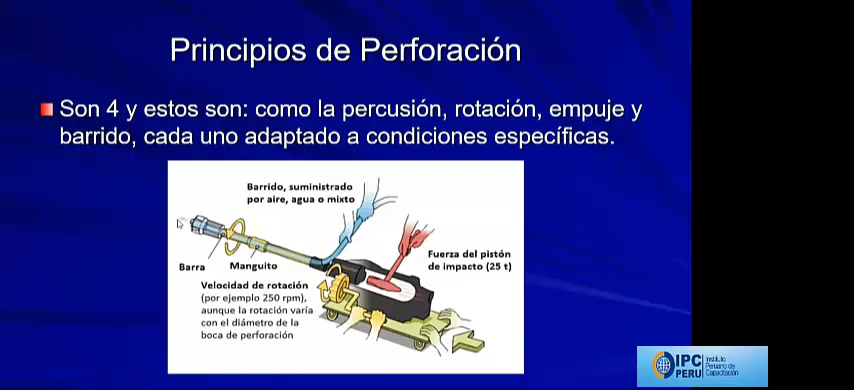 Principios de Perforación
Son 4 y estos son: como la percusión, rotación, empuje y
barrido, cada uno adaptado a condiciones específicas.
Barrido, suministrado
por aire, agua o mixto
Fuerza del pistón
de impacto (25 t)
Barra
Manguito
Velocidad de rotación
(por ejemplo 250 rpm),
aunque la rotación varía
con el diámetro de la
boca de perforación
IPC
PERU
Instituto
Peruano de
Capacitación